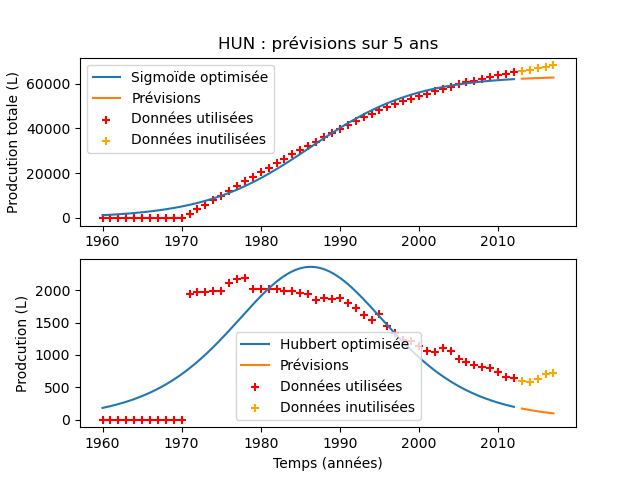 HUN : prévisions sur 5 ans
Prodcution totale (L)
60000
40000
20000
0
Sigmoïde optimisée
Prévisions
Données utilisées
Données inutilisées
1960 1970 1980 1990 2000 2010
Prodcution (L)
2000
1500
1000
500
0
Hubbert optimisée
Prévisions
Données utilisées
Données inutilisées
1960 1970 1980 1990 2000 2010
Temps (années)